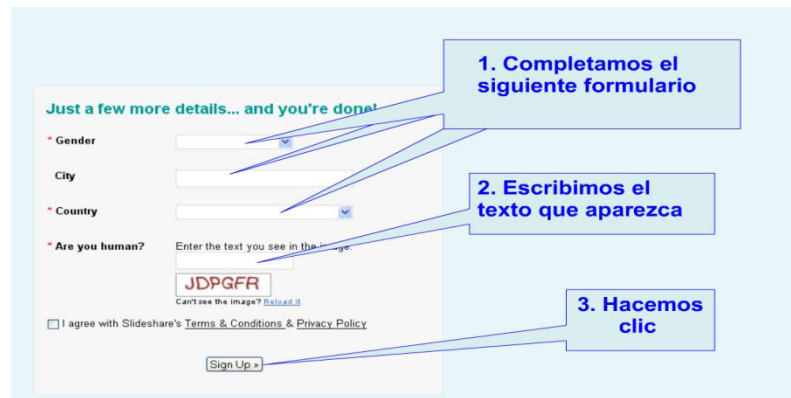 1. Completamos el
siguiente formulario
Just a few more details... and you're done!
* Gender
City
* Country
2. Escribimos el
texto que aparezca
* Are you human?
Enter the text you see in the image.
JDPGFR
Can't see the image? Reload it
I agree with Slideshare's Terms & Conditions & Privacy Policy
3. Hacemos
clic
Sign Up »